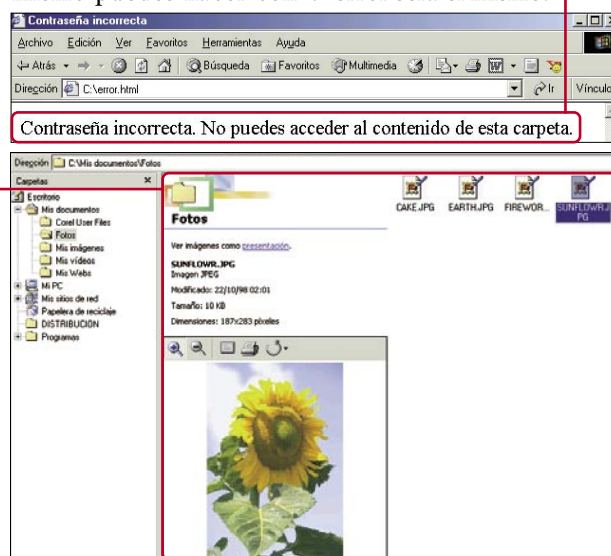 Contraseña incorrecta
Archivo Edición Ver Favoritos Herramientas Ayuda
Atrás Búsqueda Favoritos Multimedia
Dirección C:\error.html Ir Vínculo
Contraseña incorrecta. No puedes acceder al contenido de esta carpeta.
Dirección C:\Mis documentos\Fotos
Carpetas
Escritorio
Mis documentos
Corel User Files
Fotos
Mis imágenes
Mis vídeos
Mis Webs
Mi PC
Mis sitios de red
Papelera de reciclaje
DISTRIBUCION
Programas
Fotos
Ver imágenes como presentación.
SUNFLOWR.JPG
Imagen JPEG
Modificado: 22/10/98 02:01
Tamaño: 10 KB
Dimensiones: 187x283 píxeles
CAKE.JPG EARTH.JPG FIREWOR... SUNFLOWR.J
PG